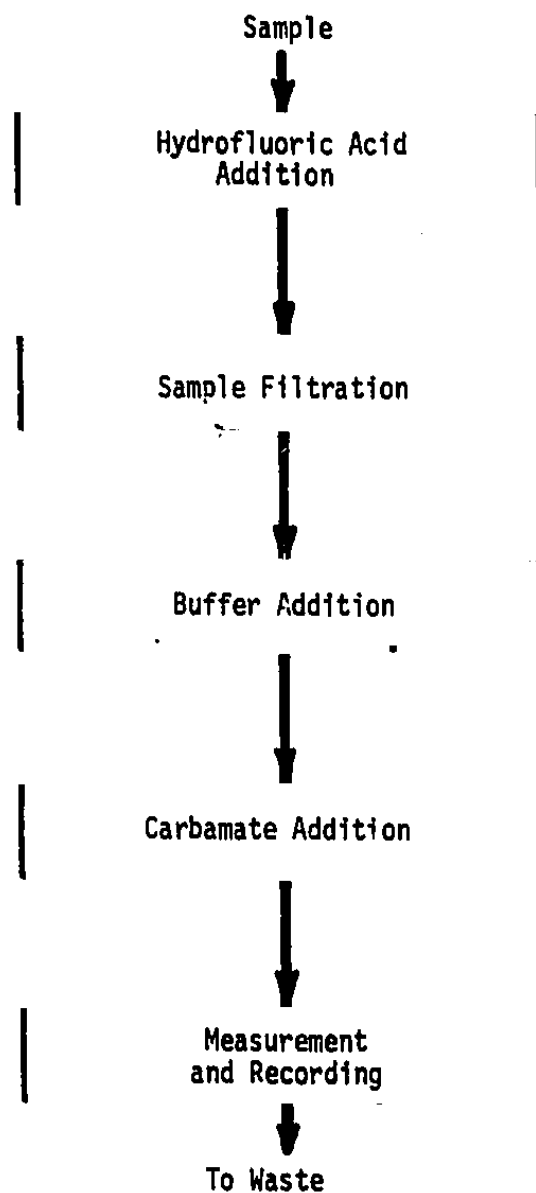 Sample
Hydrofluoric Acid
Addition
Sample Filtration
Buffer Addition
Carbamate Addition
Measurement
and Recording
To Waste